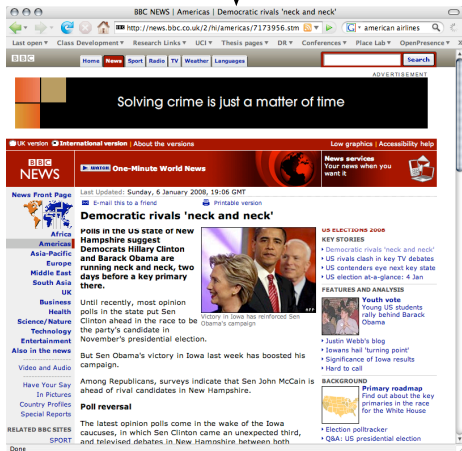 BBC NEWS | Americas | Democratic rivals 'neck and neck'
http://news.bbc.co.uk/2/hi/americas/7173956.stm
american airlines
Last open Class Development Research Links UCI Thesis pages DR Conferences Place Lab OpenPresence
BBC Home News Sport Radio TV Weather Languages Search
ADVERTISEMENT
Solving crime is just a matter of time
UK version International version | About the versions Low graphics | Accessibility help
BBC
NEWS
WATCH One-Minute World News
News services
Your news when you
want it
News Front Page
Africa
Americas
Asia-Pacific
Europe
Middle East
South Asia
UK
Business
Health
Science/Nature
Technology
Entertainment
Also in the news
Video and Audio
Have Your Say
In Pictures
Country Profiles
Special Reports
RELATED BBC SITES
SPORT
Last Updated: Sunday, 6 January 2008, 19:06 GMT
E-mail this to a friend Printable version
Democratic rivals 'neck and neck'
Polls in the US state of New
Hampshire suggest
Democrats Hillary Clinton
and Barack Obama are
running neck and neck, two
days before a key primary
there.
AFP
Victory in Iowa has reinforced Sen
Obama's campaign
Until recently, most opinion
polls in the state put Sen
Clinton ahead in the race to be
the party's candidate in
November's presidential election.
But Sen Obama's victory in Iowa last week has boosted his
campaign.
Among Republicans, surveys indicate that Sen John McCain is
ahead of rival candidates in New Hampshire.
Poll reversal
The latest opinion polls come in the wake of the Iowa
caucuses, in which Sen Clinton came an unexpected third,
and televised debates in New Hampshire between both
US ELECTIONS 2008
KEY STORIES
Democratic rivals 'neck and neck'
US rivals clash in key TV debates
US contenders eye next key state
US election at-a-glance: 4 Jan
FEATURES AND ANALYSIS
Youth vote
Young US students
rally behind Barack
Obama
Justin Webb's blog
Iowans hail 'turning point'
Significance of Iowa results
Hard to call
BACKGROUND
Primary roadmap
Find out about the key
primaries in the race
for the White House
Election polltracker
Q&A: US presidential election
Done